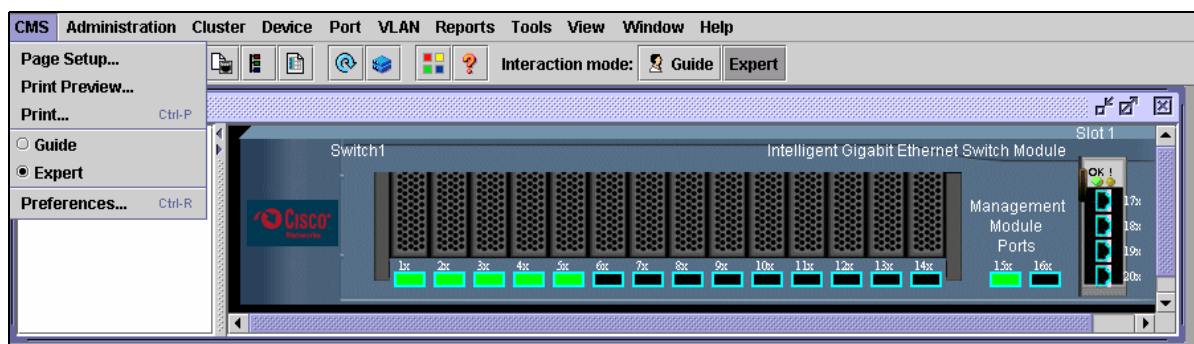 CMS Administration Cluster Device Port VLAN Reports Tools View Window Help
Page Setup...
Print Preview...
Print... Ctrl-P
Guide
Expert
Preferences... Ctrl-R
Interaction mode: Guide Expert
Slot 1
Switch1 Intelligent Gigabit Ethernet Switch Module
OK !
CISCO
Networks
Management
Module
Ports
1x 2x 3x 4x 5x 6x 7x 8x 9x 10x 11x 12x 13x 14x
15x 16x
17x
18x
19x
20x